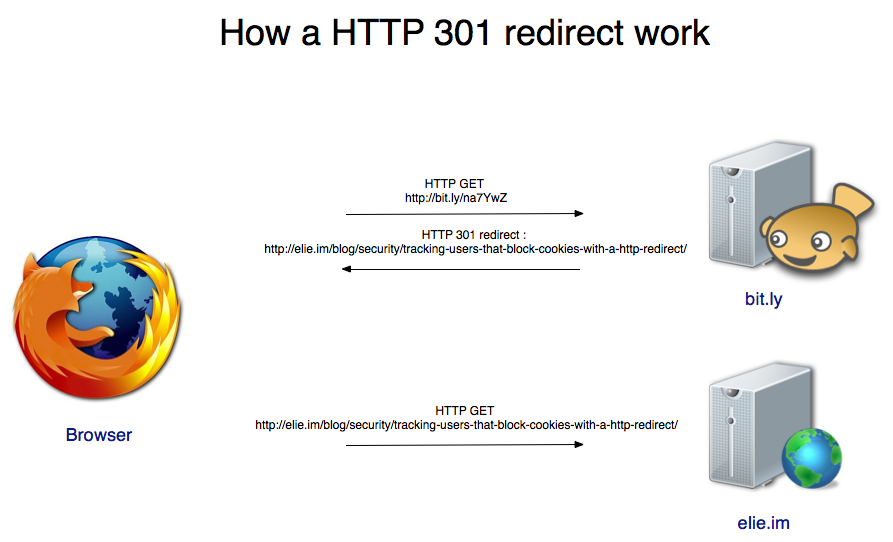 How a HTTP 301 redirect work
HTTP GET
http://bit.ly/na7YwZ
HTTP 301 redirect :
http://elie.im/blog/security/tracking-users-that-block-cookies-with-a-http-redirect/
bit.ly
HTTP GET
http://elie.im/blog/security/tracking-users-that-block-cookies-with-a-http-redirect/
Browser
elie.im